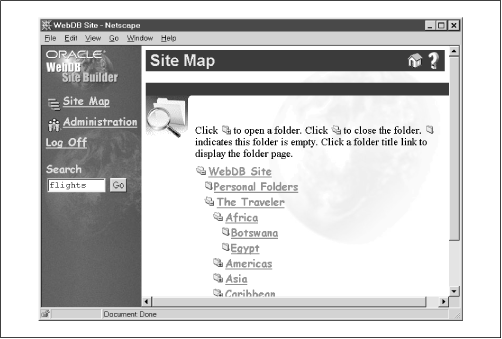 WebDB Site - Netscape
File Edit View Go Window Help
ORACLE
WebDB
Site Builder
Site Map
Administration
Log Off
Search
flights Go
Site Map
Click to open a folder. Click to close the folder.
indicates this folder is empty. Click a folder title link to
display the folder page.
WebDB Site
Personal Folders
The Traveler
Africa
Botswana
Egypt
Americas
Asia
Caribbean
Document Done